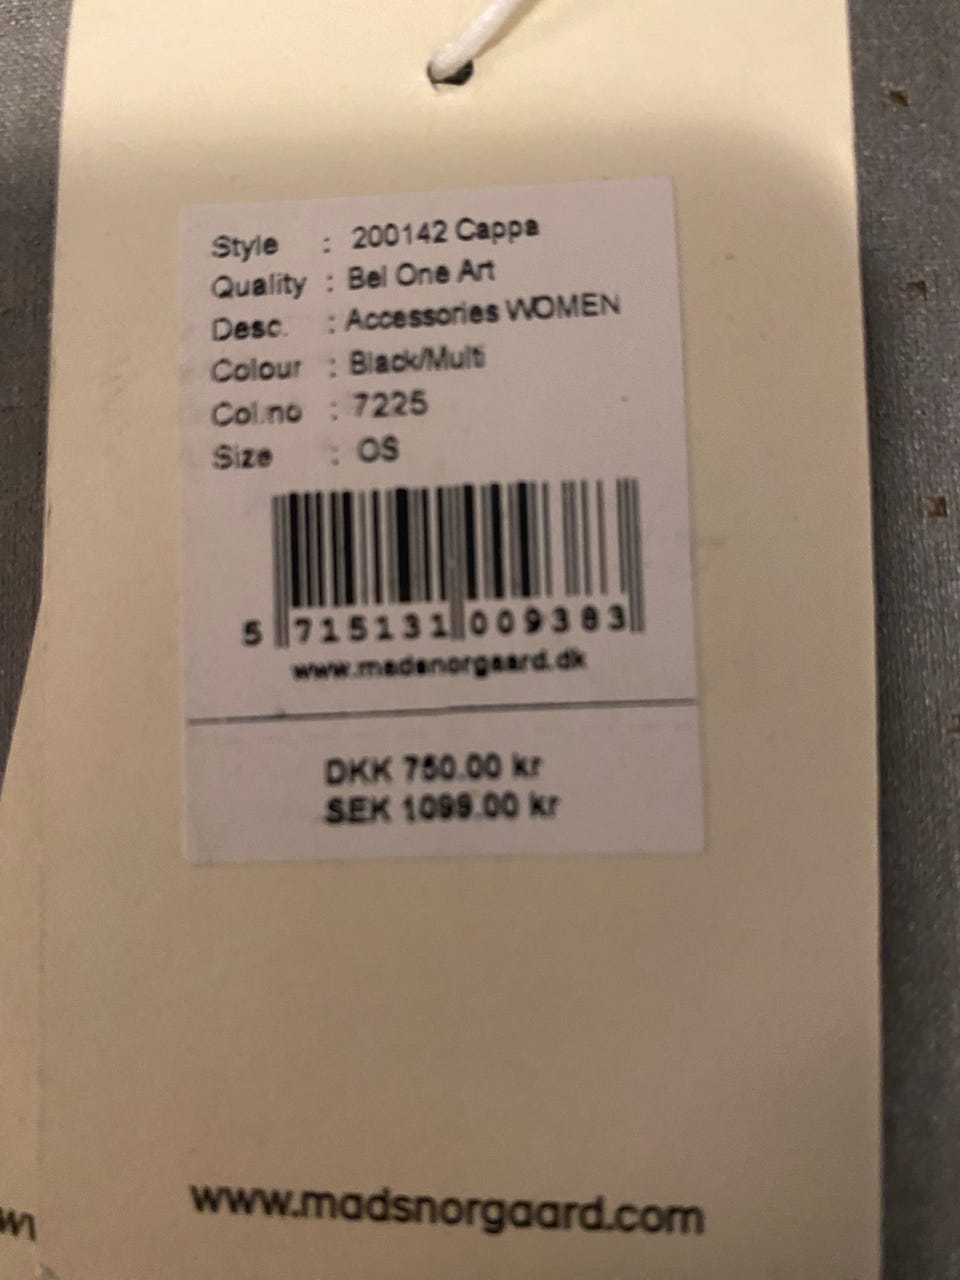 Style : 200142 Cappa
Quality : Bel One Art
Desc. : Accessories WOMEN
Colour : Black/Multi
Col.no : 7225
Size : OS
5 715131 009383
www.madsnorgaard.dk
DKK 750.00 kr
SEK 1099.00 kr
www.madsnorgaard.com